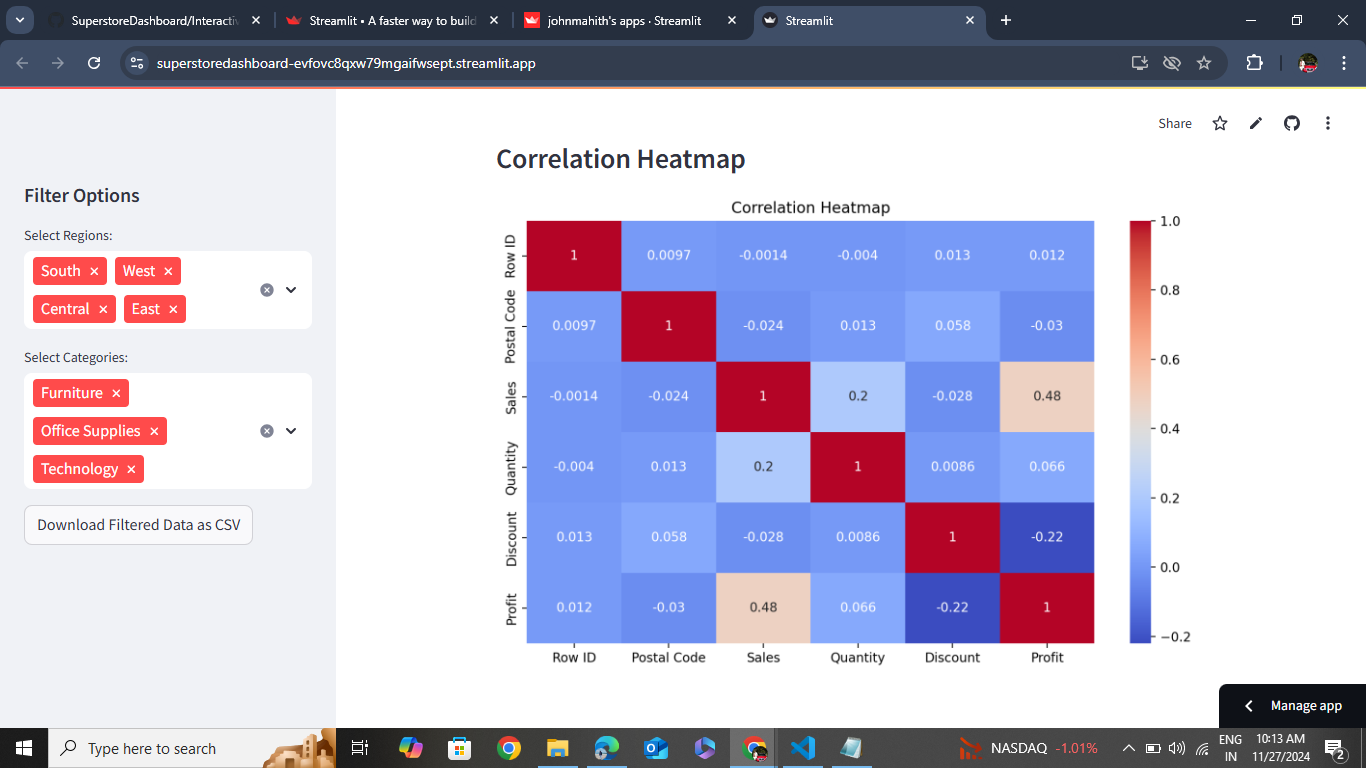 SuperstoreDashboard/Interactiv
Streamlit • A faster way to build
johnmahith's apps · Streamlit
Streamlit
superstoredashboard-evfovc8qxw79mgaifwsept.streamlit.app
Share
Filter Options
Select Regions:
South × West ×
Central × East ×
Select Categories:
Furniture ×
Office Supplies ×
Technology ×
Download Filtered Data as CSV
Correlation Heatmap
Correlation Heatmap
Row ID 1 0.0097 -0.0014 -0.004 0.013 0.012
Postal Code 0.0097 1 -0.024 0.013 0.058 -0.03
Sales -0.0014 -0.024 1 0.2 -0.028 0.48
Quantity -0.004 0.013 0.2 1 0.0086 0.066
Discount 0.013 0.058 -0.028 0.0086 1 -0.22
Profit 0.012 -0.03 0.48 0.066 -0.22 1
Row ID Postal Code Sales Quantity Discount Profit
1.0
0.8
0.6
0.4
0.2
0.0
−0.2
Manage app
Type here to search
NASDAQ -1.01%
ENG
IN
10:13 AM
11/27/2024
2